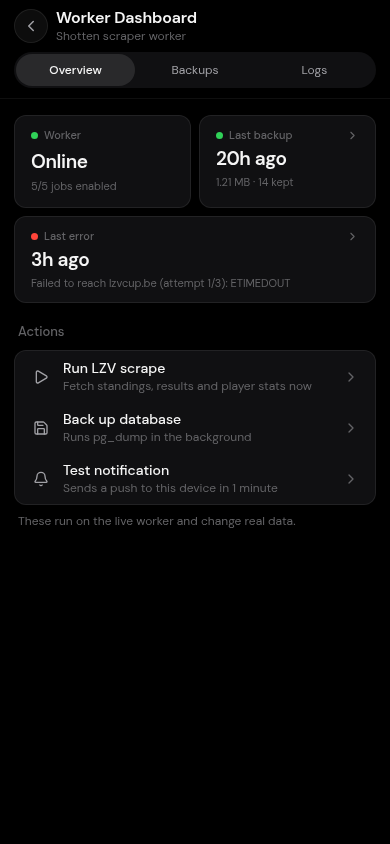 Worker Dashboard
Shotten scraper worker
Overview
Backups
Logs
Worker
Online
5/5 jobs enabled
Last backup
20h ago
1.21 MB · 14 kept
Last error
3h ago
Failed to reach lzvcup.be (attempt 1/3): ETIMEDOUT
Actions
Run LZV scrape
Fetch standings, results and player stats now
Back up database
Runs pg_dump in the background
Test notification
Sends a push to this device in 1 minute
These run on the live worker and change real data.